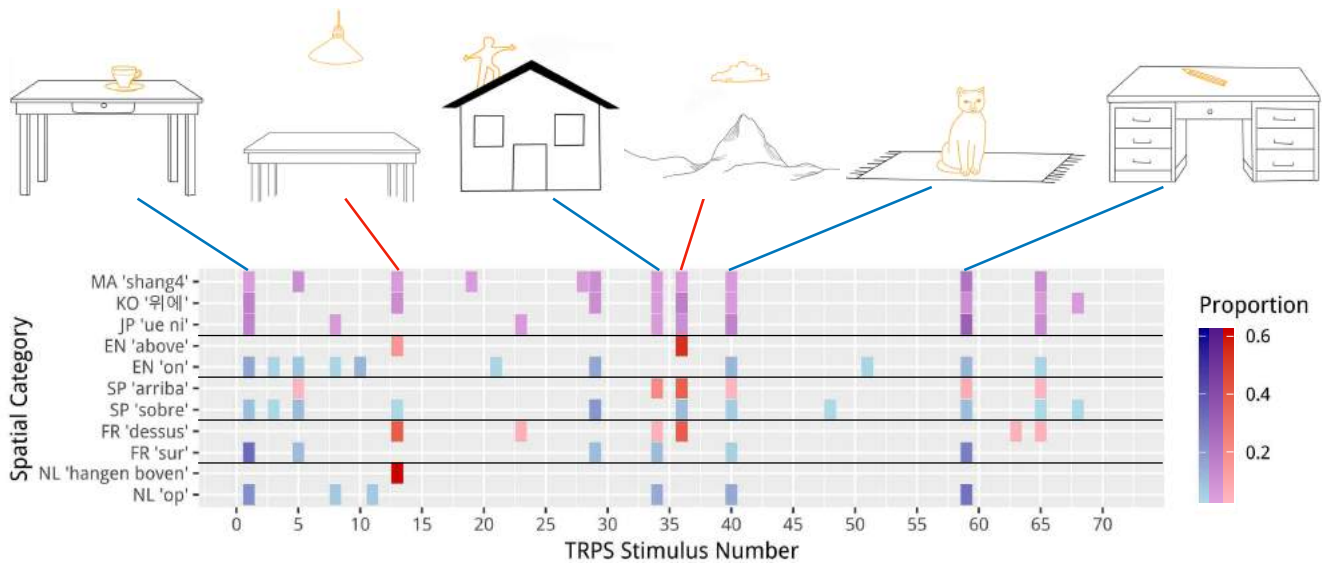 MA 'shang4'
KO '위에'
JP 'ue ni'
EN 'above'
EN 'on'
SP 'arriba'
SP 'sobre'
FR 'dessus'
FR 'sur'
NL 'hangen boven'
NL 'op'
Spatial Category
0 5 10 15 20 25 30 35 40 45 50 55 60 65 70
TRPS Stimulus Number
Proportion
0.6
0.4
0.2